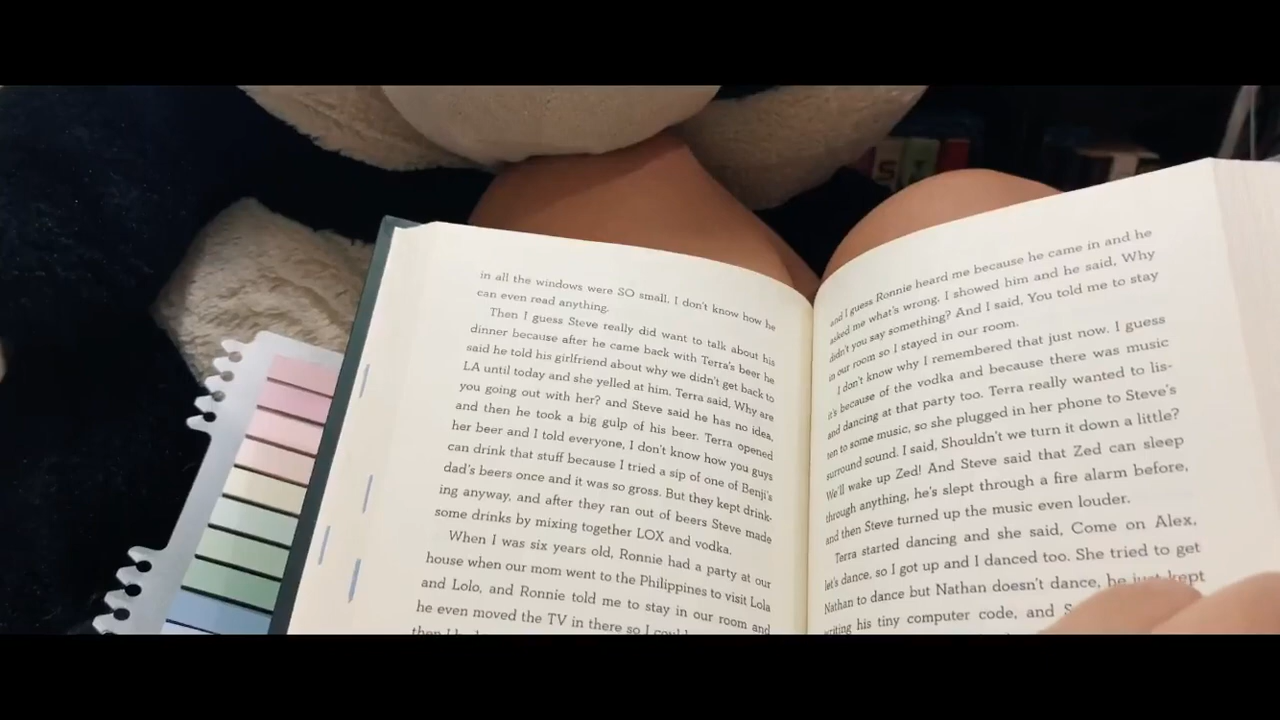 in all the windows were SO small. I don't know how he
can even read anything.
Then I guess Steve really did want to talk about his
dinner because after he came back with Terra's beer he
said he told his girlfriend about why we didn't get back to
LA until today and she yelled at him. Terra said, Why are
you going out with her? and Steve said he has no idea,
and then he took a big gulp of his beer. Terra opened
her beer and I told everyone, I don't know how you guys
can drink that stuff because I tried a sip of one of Benji's
dad's beers once and it was so gross. But they kept drink-
ing anyway, and after they ran out of beers Steve made
some drinks by mixing together LOX and vodka.
When I was six years old, Ronnie had a party at our
house when our mom went to the Philippines to visit Lola
and Lolo, and Ronnie told me to stay in our room and
he even moved the TV in there so I could
then I
and I guess Ronnie heard me because he came in and he
asked me what's wrong. I showed him and he said, Why
didn't you say something? And I said, You told me to stay
in our room so I stayed in our room.
I don't know why I remembered that just now. I guess
it's because of the vodka and because there was music
and dancing at that party too. Terra really wanted to lis-
ten to some music, so she plugged in her phone to Steve's
surround sound. I said, Shouldn't we turn it down a little?
We'll wake up Zed! And Steve said that Zed can sleep
through anything, he's slept through a fire alarm before,
and then Steve turned up the music even louder.
Terra started dancing and she said, Come on Alex,
let's dance, so I got up and I danced too. She tried to get
Nathan to dance but Nathan doesn't dance, he just kept
writing his tiny computer code, and